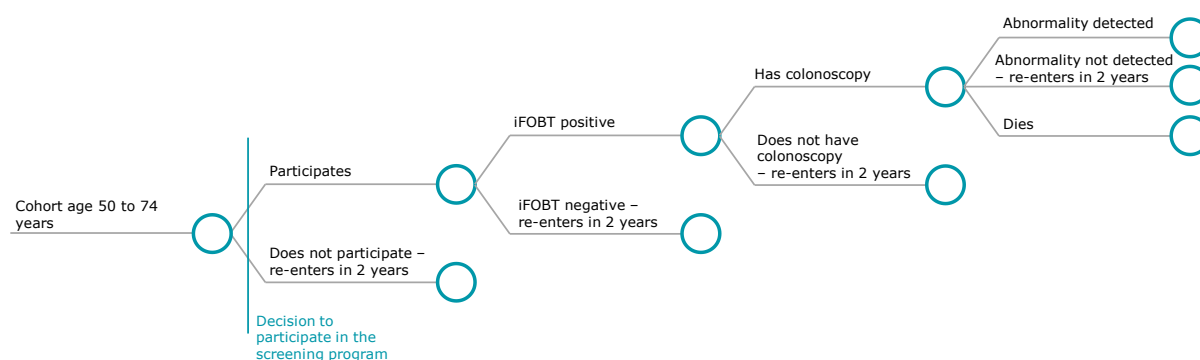 Abnormality detected
Abnormality not detected
– re-enters in 2 years
Dies
Has colonoscopy
Does not have
colonoscopy
– re-enters in 2 years
iFOBT positive
iFOBT negative –
re-enters in 2 years
Participates
Does not participate –
re-enters in 2 years
Cohort age 50 to 74
years
Decision to
participate in the
screening program